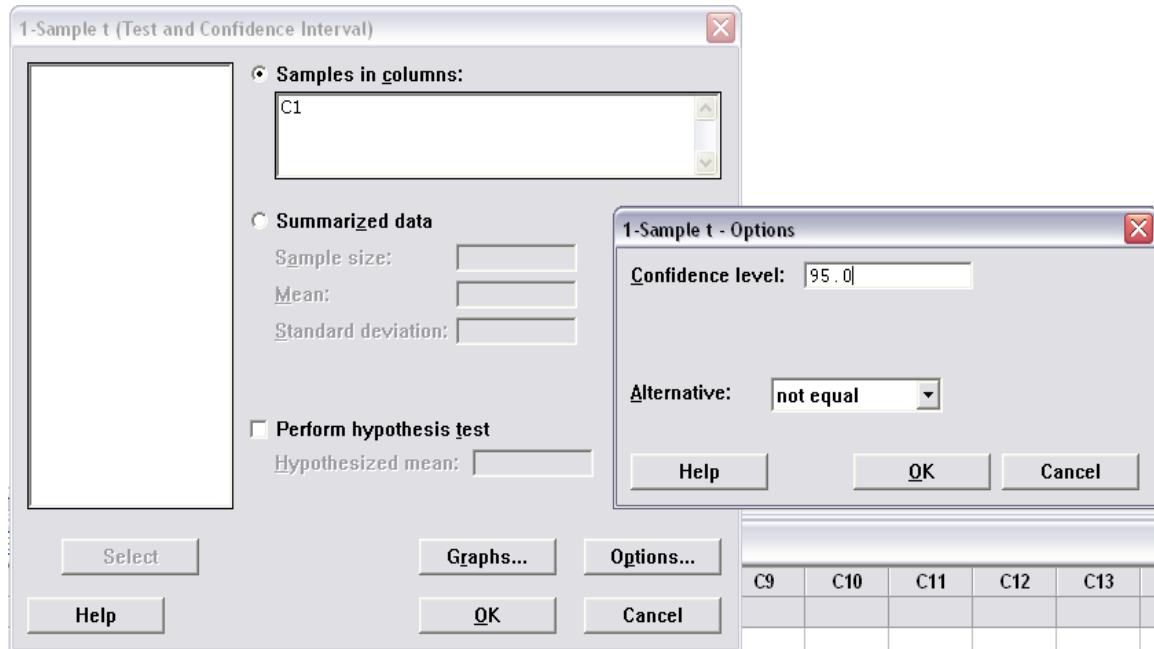 1-Sample t (Test and Confidence Interval)
Samples in columns:
C1
Summarized data
Sample size:
Mean:
Standard deviation:
Perform hypothesis test
Hypothesized mean:
Select
Graphs...
Options...
Help
OK
Cancel
1-Sample t - Options
Confidence level: 95.0
Alternative: not equal
Help
OK
Cancel
C9 C10 C11 C12 C13